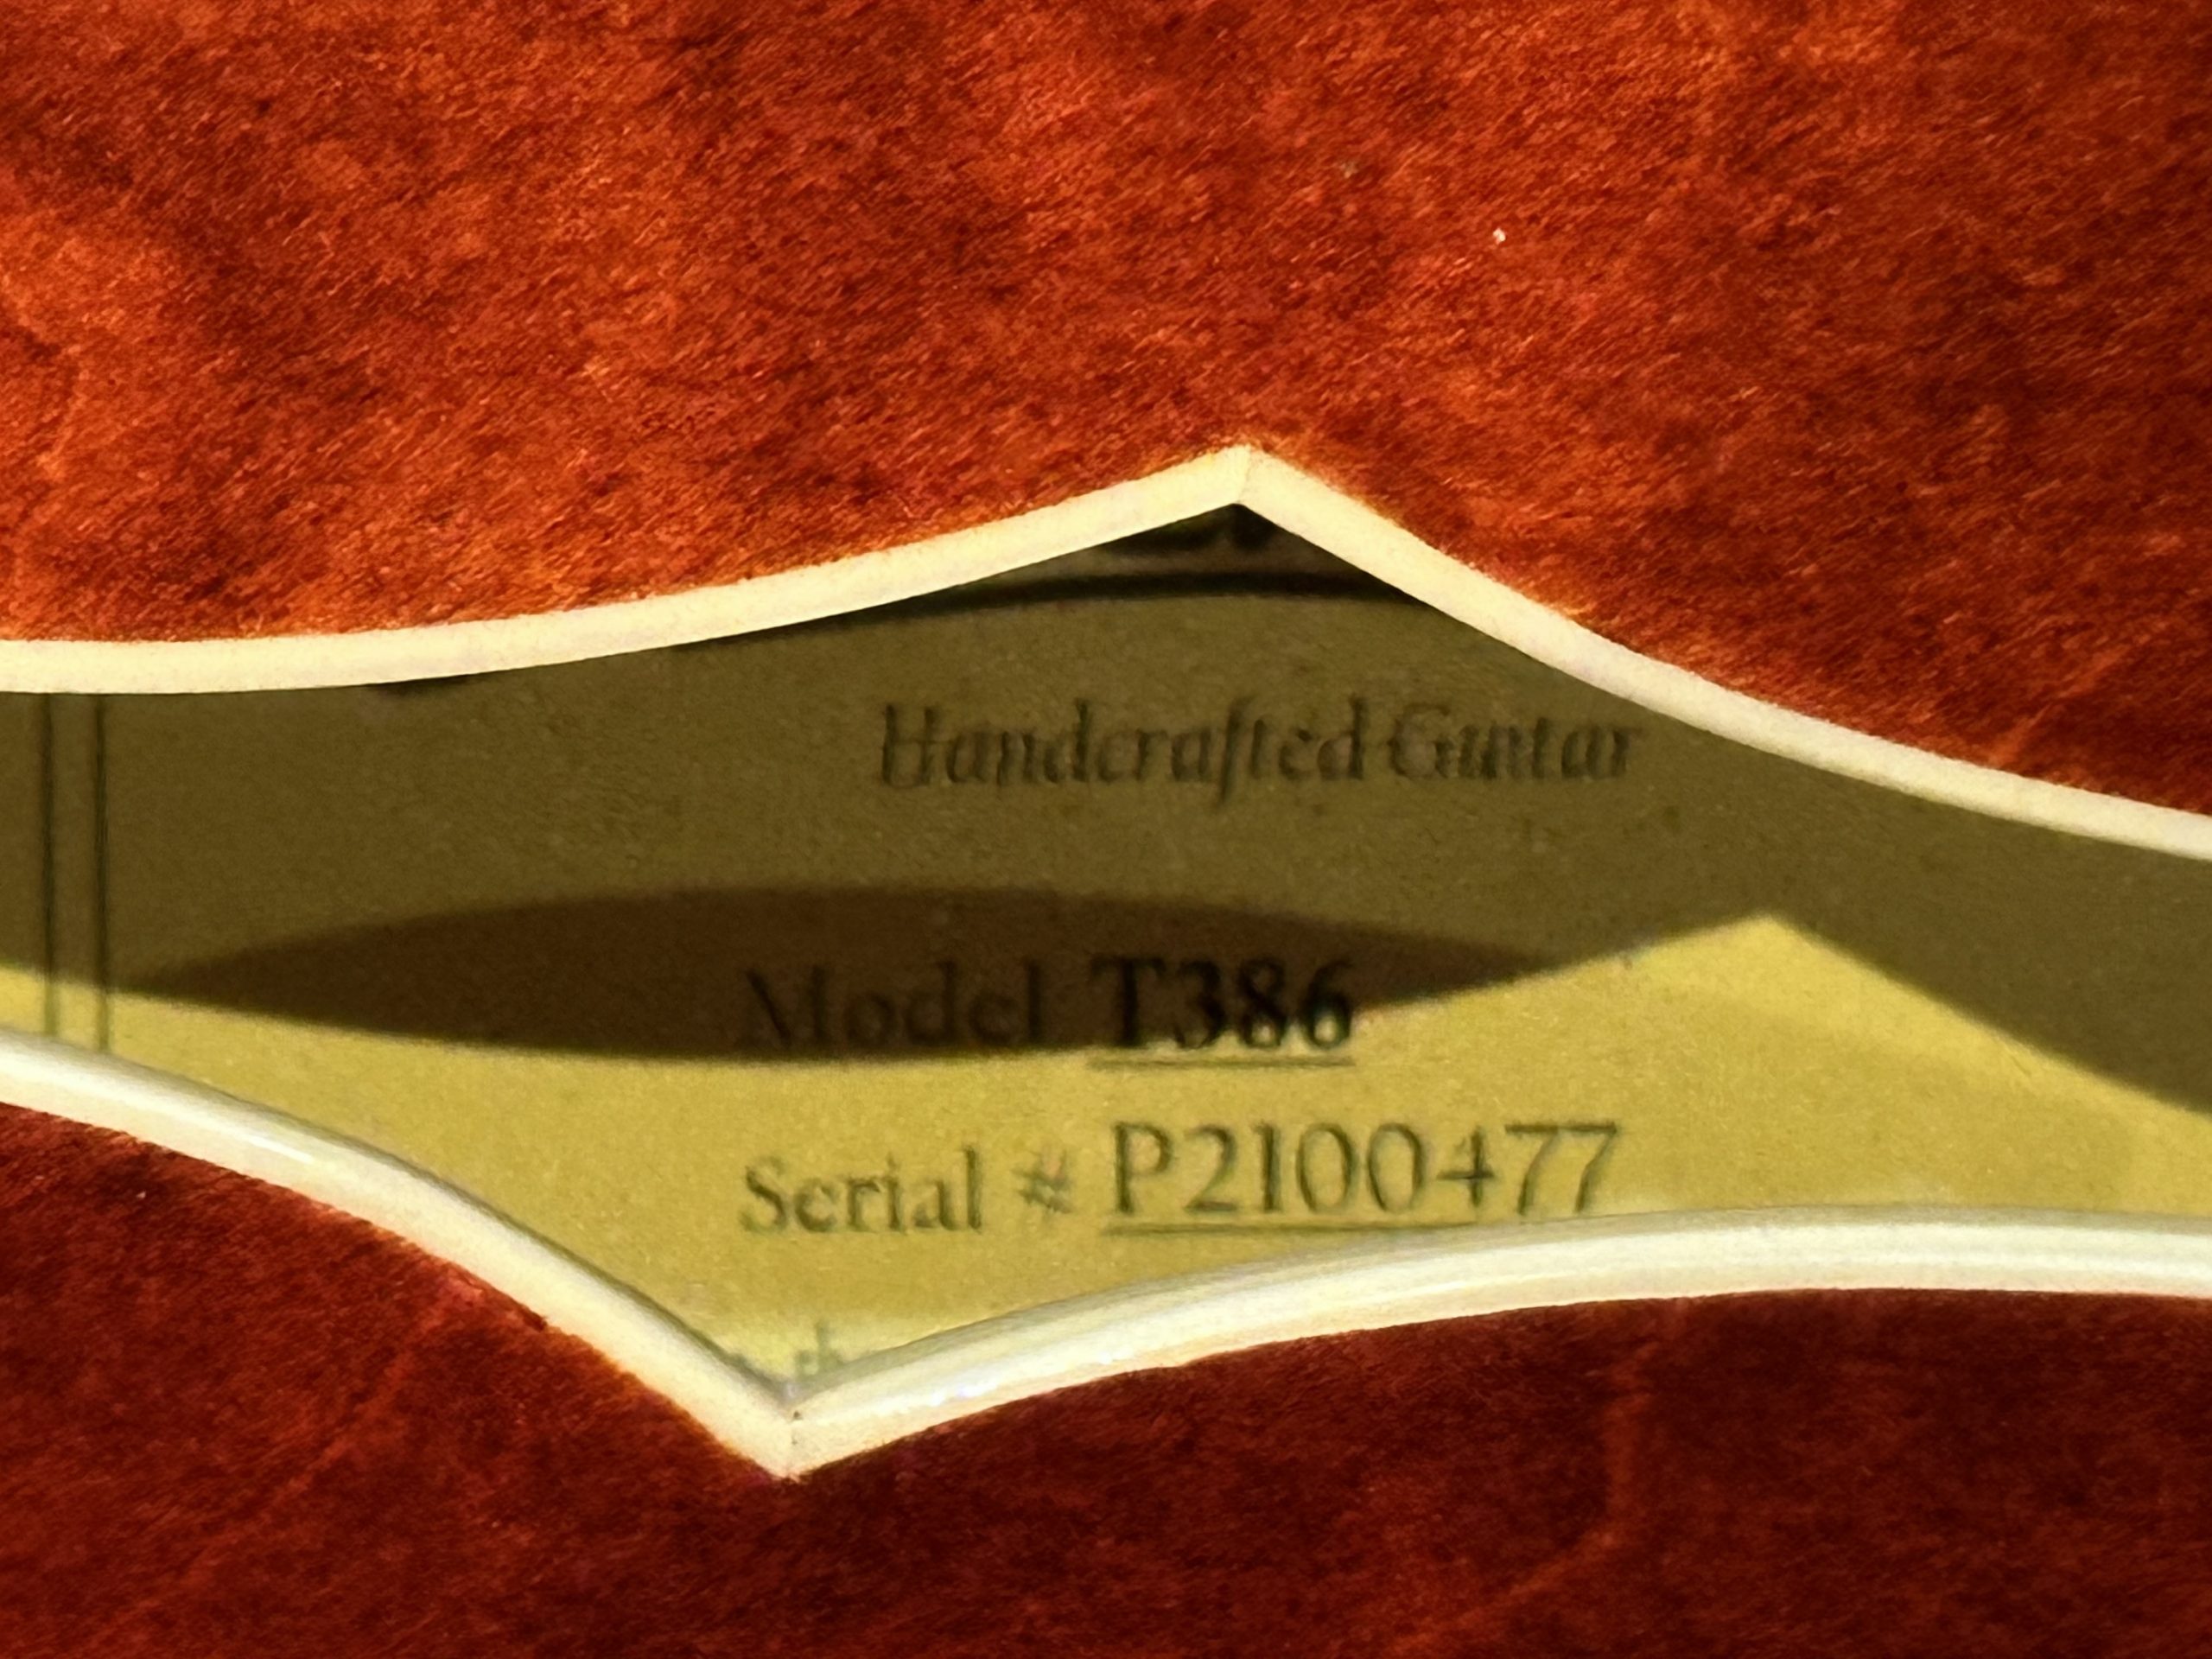 Handcrafted Guitar
Model T386
Serial # P2100477